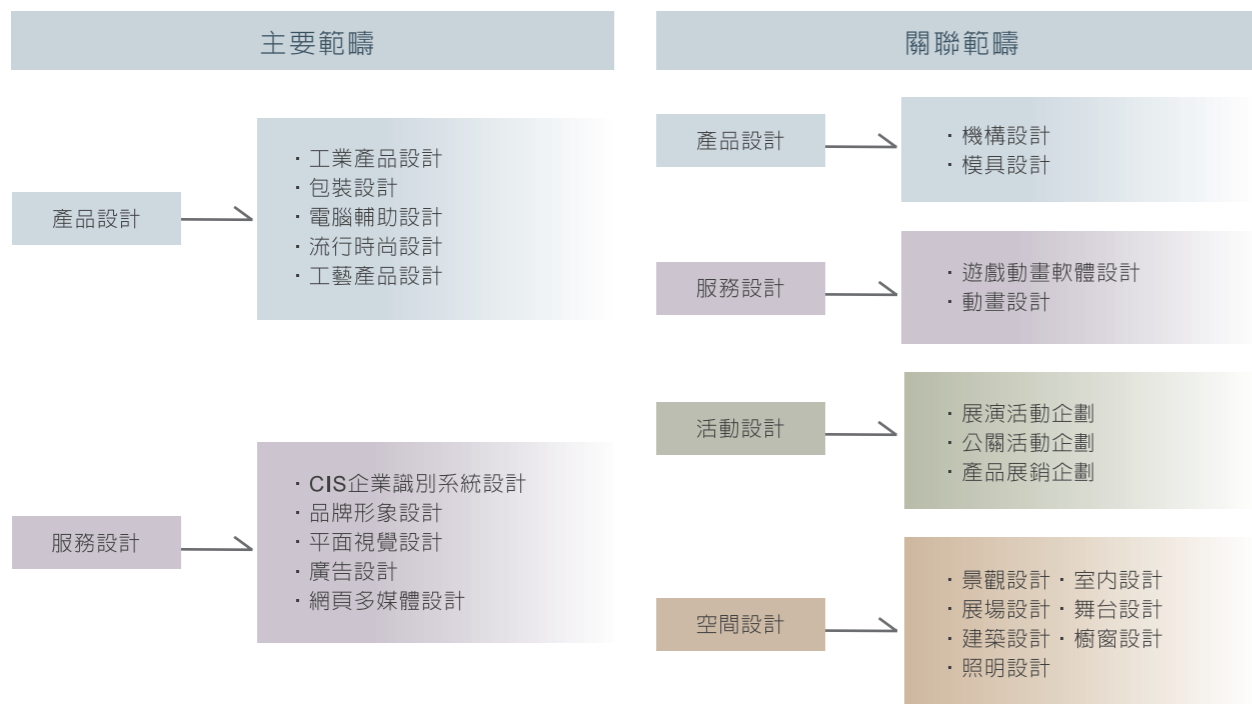 主要範疇
產品設計
・工業產品設計
・包裝設計
・電腦輔助設計
・流行時尚設計
・工藝產品設計
服務設計
・CIS企業識別系統設計
・品牌形象設計
・平面視覺設計
・廣告設計
・網頁多媒體設計
關聯範疇
產品設計
・機構設計
・模具設計
服務設計
・遊戲動畫軟體設計
・動畫設計
活動設計
・展演活動企劃
・公關活動企劃
・產品展銷企劃
空間設計
・景觀設計・室内設計
・展場設計・舞台設計
・建築設計・櫥窗設計
・照明設計